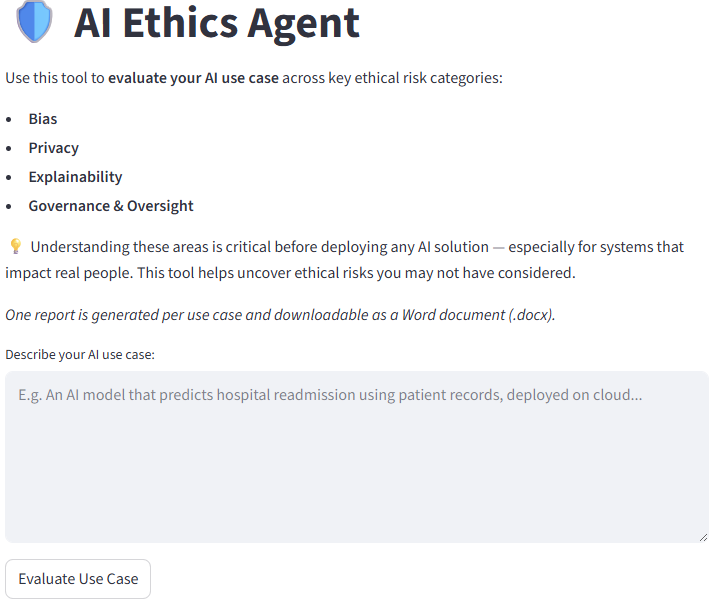 AI Ethics Agent
Use this tool to evaluate your AI use case across key ethical risk categories:
• Bias
• Privacy
• Explainability
• Governance & Oversight
💡 Understanding these areas is critical before deploying any AI solution — especially for systems that
impact real people. This tool helps uncover ethical risks you may not have considered.
One report is generated per use case and downloadable as a Word document (.docx).
Describe your AI use case:
E.g. An AI model that predicts hospital readmission using patient records, deployed on cloud...
Evaluate Use Case